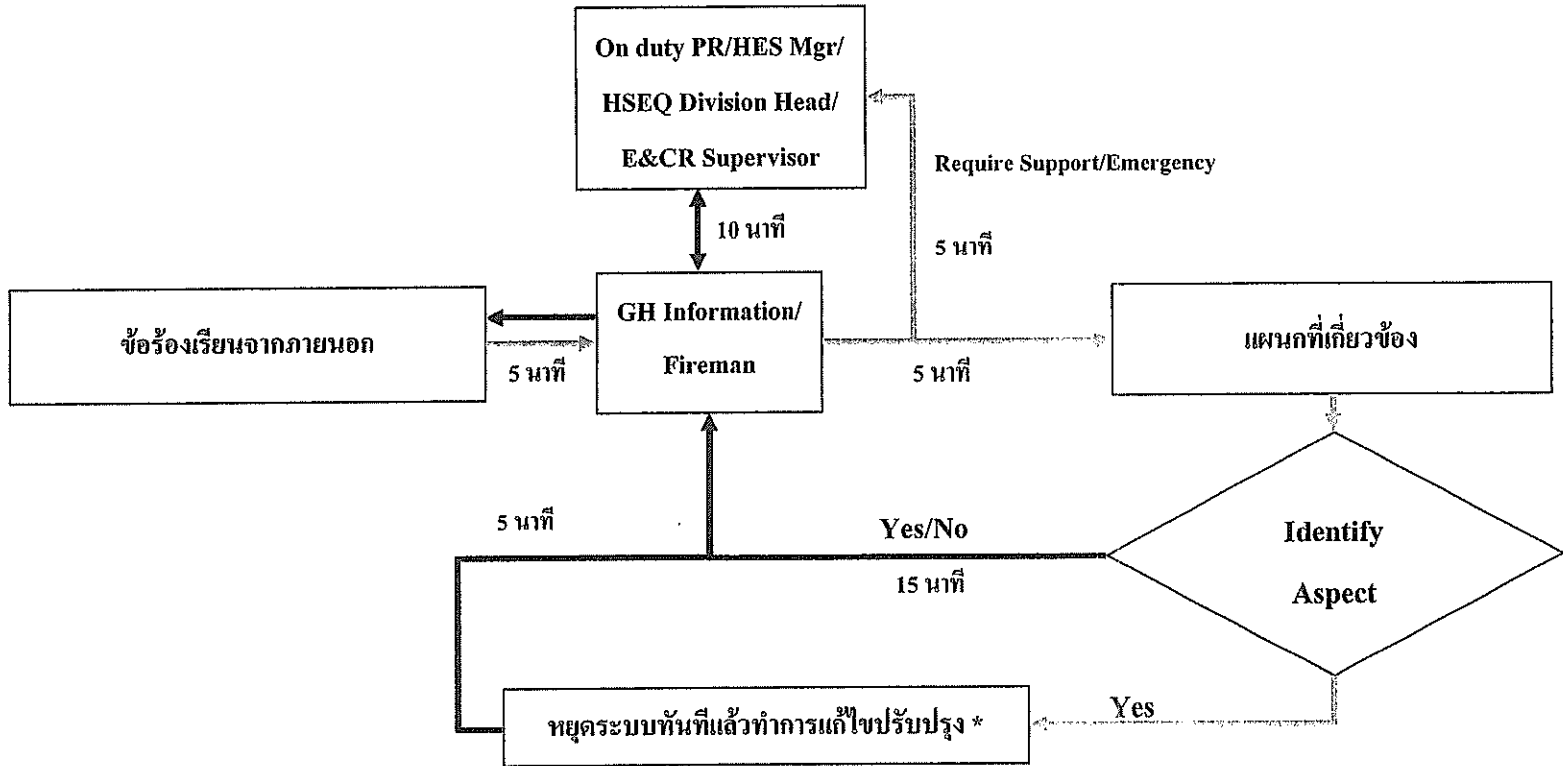 On duty PR/HES Mgr/
HSEQ Division Head/
E&CR Supervisor
Require Support/Emergency
10 นาที
5 นาที
ข้อร้องเรียนจากภายนอก
5 นาที
GH Information/
Fireman
5 นาที
แผนกที่เกี่ยวข้อง
5 นาที
Yes/No
15 นาที
Identify
Aspect
หยุดระบบทันทีแล้วทำการแก้ไขปรับปรุง *
Yes